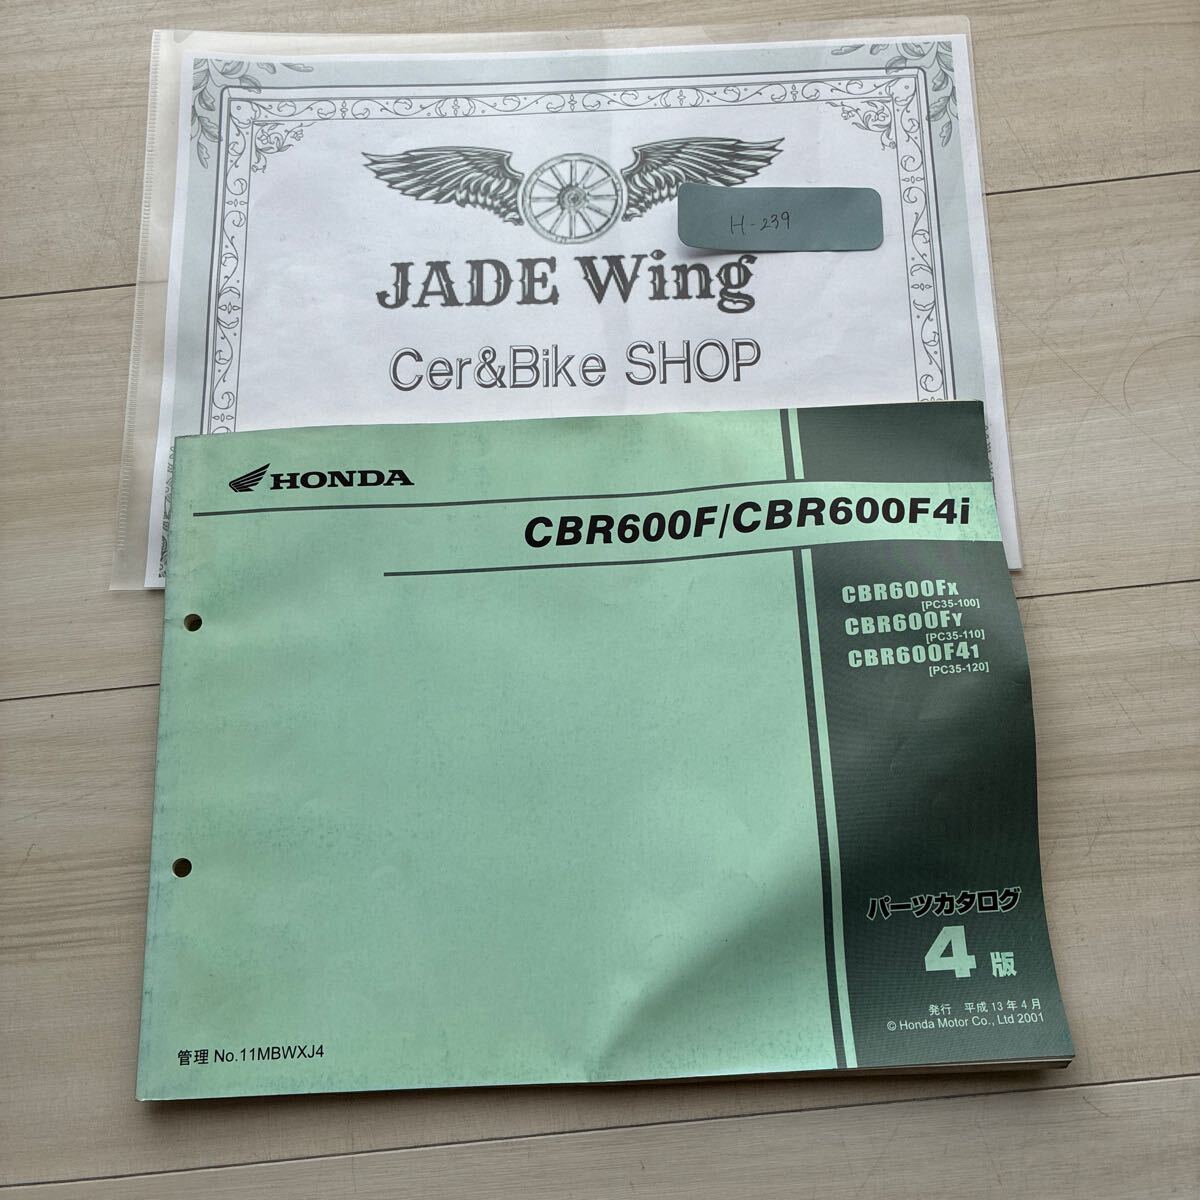 H-239
JADE Wing
Cer&Bike SHOP
HONDA
CBR600F/CBR600F4i
CBR600FX
[PC35-100]
CBR600FY
[PC35-110]
CBR600F41
[PC35-120]
パーツカタログ
4版
発行 平成13年4月
© Honda Motor Co., Ltd 2001
管理 No.11MBWXJ4